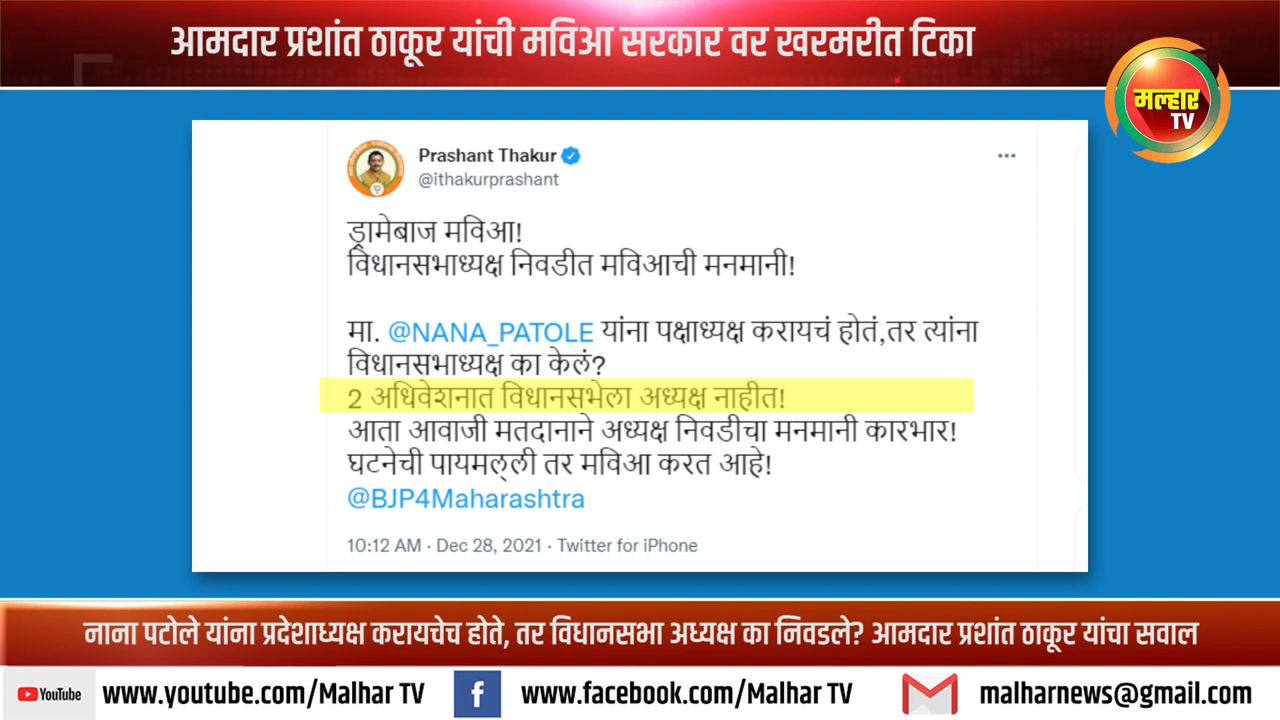 आमदार प्रशांत ठाकूर यांची मविआ सरकार वर खरमरीत टिका
मल्हार
TV
Prashant Thakur
@ithakurprashant
ड्रामेबाज मविआ!
विधानसभाध्यक्ष निवडीत मविआची मनमानी!
मा. @NANA_PATOLE यांना पक्षाध्यक्ष करायचं होतं,तर त्यांना
विधानसभाध्यक्ष का केलं?
2 अधिवेशनात विधानसभेला अध्यक्ष नाहीत!
आता आवाजी मतदानाने अध्यक्ष निवडीचा मनमानी कारभार!
घटनेची पायमल्ली तर मविआ करत आहे!
@BJP4Maharashtra
10:12 AM · Dec 28, 2021 · Twitter for iPhone
नाना पटोले यांना प्रदेशाध्यक्ष करायचेच होते, तर विधानसभा अध्यक्ष का निवडले? आमदार प्रशांत ठाकूर यांचा सवाल
YouTube www.youtube.com/Malhar TV f www.facebook.com/Malhar TV malharnews@gmail.com